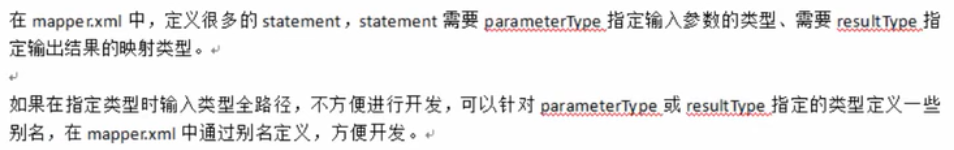 在 mapper.xml 中，定义很多的 statement，statement 需要 parameterType 指定输入参数的类型、需要 resultType 指
定输出结果的映射类型。
如果在指定类型时输入类型全路径，不方便进行开发，可以针对 parameterType 或 resultType 指定的类型定义一些
别名，在 mapper.xml 中通过别名定义，方便开发。